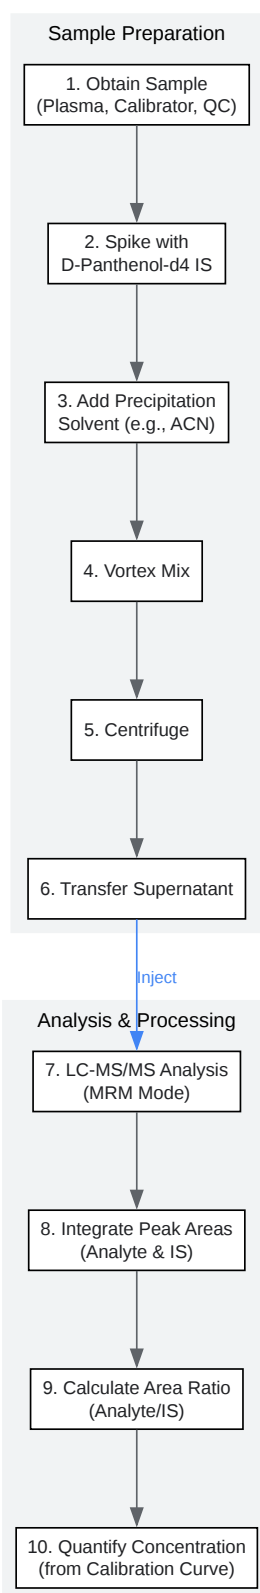 Sample Preparation
1. Obtain Sample
(Plasma, Calibrator, QC)
2. Spike with
D-Panthenol-d4 IS
3. Add Precipitation
Solvent (e.g., ACN)
4. Vortex Mix
5. Centrifuge
6. Transfer Supernatant
Inject
Analysis & Processing
7. LC-MS/MS Analysis
(MRM Mode)
8. Integrate Peak Areas
(Analyte & IS)
9. Calculate Area Ratio
(Analyte/IS)
10. Quantify Concentration
(from Calibration Curve)